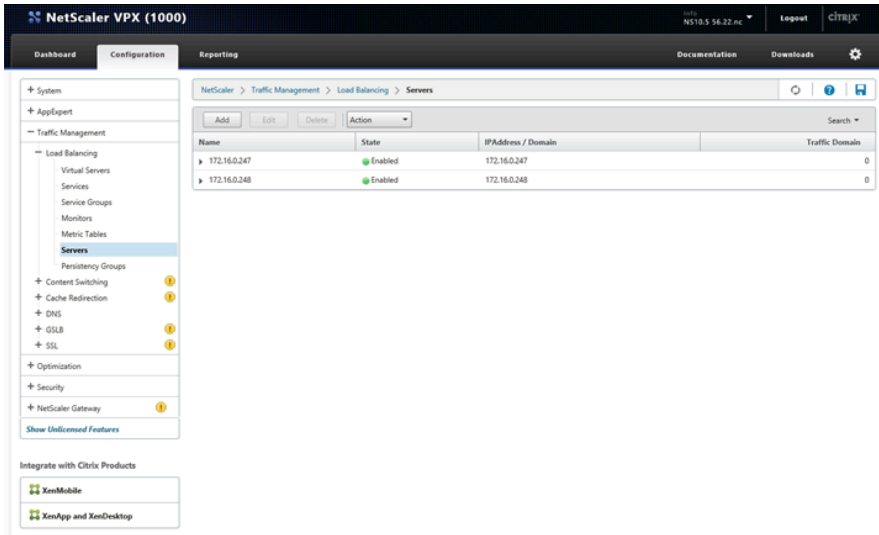 NetScaler VPX (1000)
Info
NS10.5 56.22.nc
Logout
CITRIX
Dashboard
Configuration
Reporting
Documentation
Downloads
+ System
+ AppExpert
− Traffic Management
− Load Balancing
Virtual Servers
Services
Service Groups
Monitors
Metric Tables
Servers
Persistency Groups
+ Content Switching
+ Cache Redirection
+ DNS
+ GSLB
+ SSL
+ Optimization
+ Security
+ NetScaler Gateway
Show Unlicensed Features
Integrate with Citrix Products
XenMobile
XenApp and XenDesktop
NetScaler > Traffic Management > Load Balancing > Servers
Add Edit Delete Action Search
Name State IPAddress / Domain Traffic Domain
172.16.0.247 Enabled 172.16.0.247 0
172.16.0.248 Enabled 172.16.0.248 0